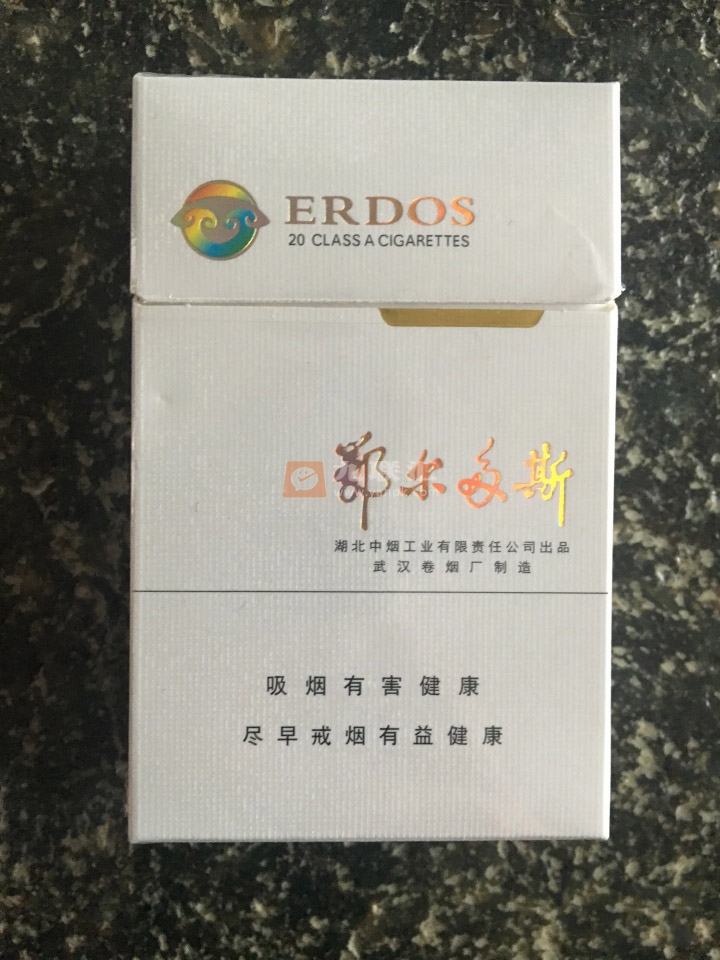 ERDOS
20 CLASS A CIGARETTES
鄂尔多斯
湖北中烟工业有限责任公司出品
武汉卷烟厂制造
吸烟有害健康
尽早戒烟有益健康